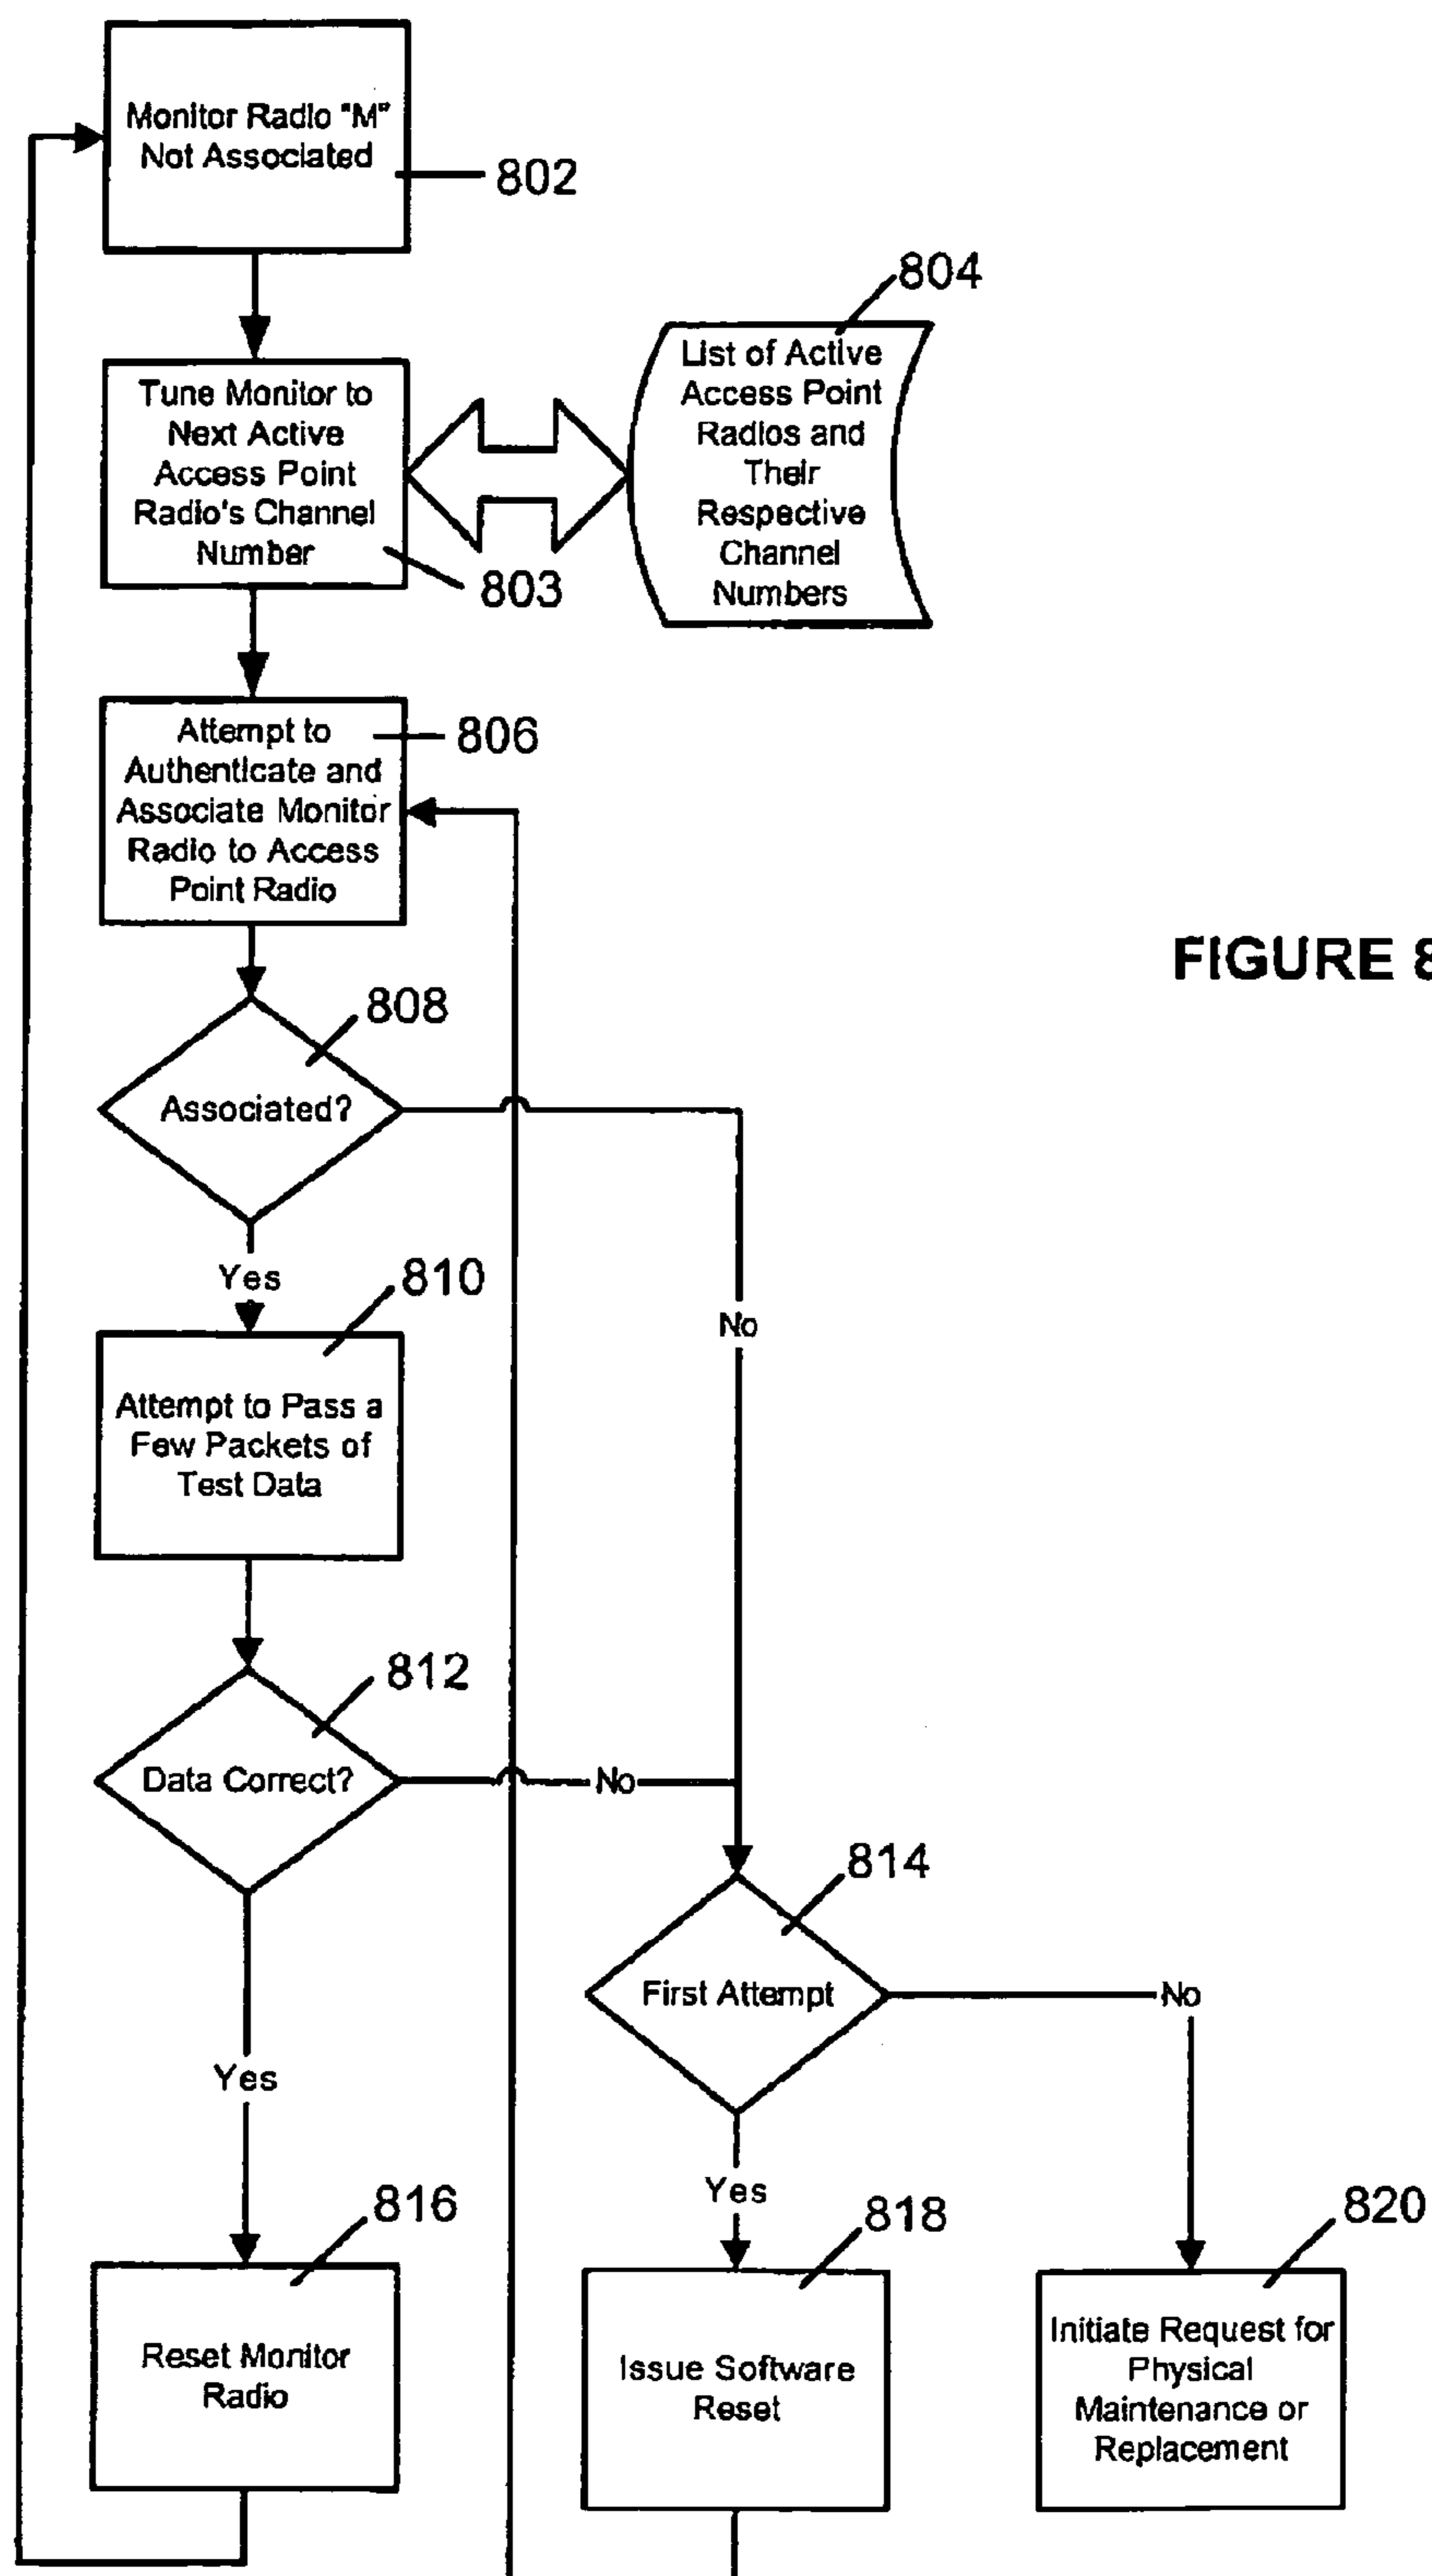 Monitor Radio "M"
Not Associated
802
804
Tune Monitor to
Next Active
Access Point
Radio's Channel
Number
803
List of Active
Access Point
Radios and
Their
Respective
Channel
Numbers
Attempt to
Authenticate and
Associate Monitor
Radio to Access
Point Radio
806
FIGURE 8
808
Associated?
Yes
No
810
Attempt to Pass a
Few Packets of
Test Data
812
Data Correct?
No
814
First Attempt
No
Yes
Yes
816
818
820
Reset Monitor
Radio
Issue Software
Reset
Initiate Request for
Physical
Maintenance or
Replacement